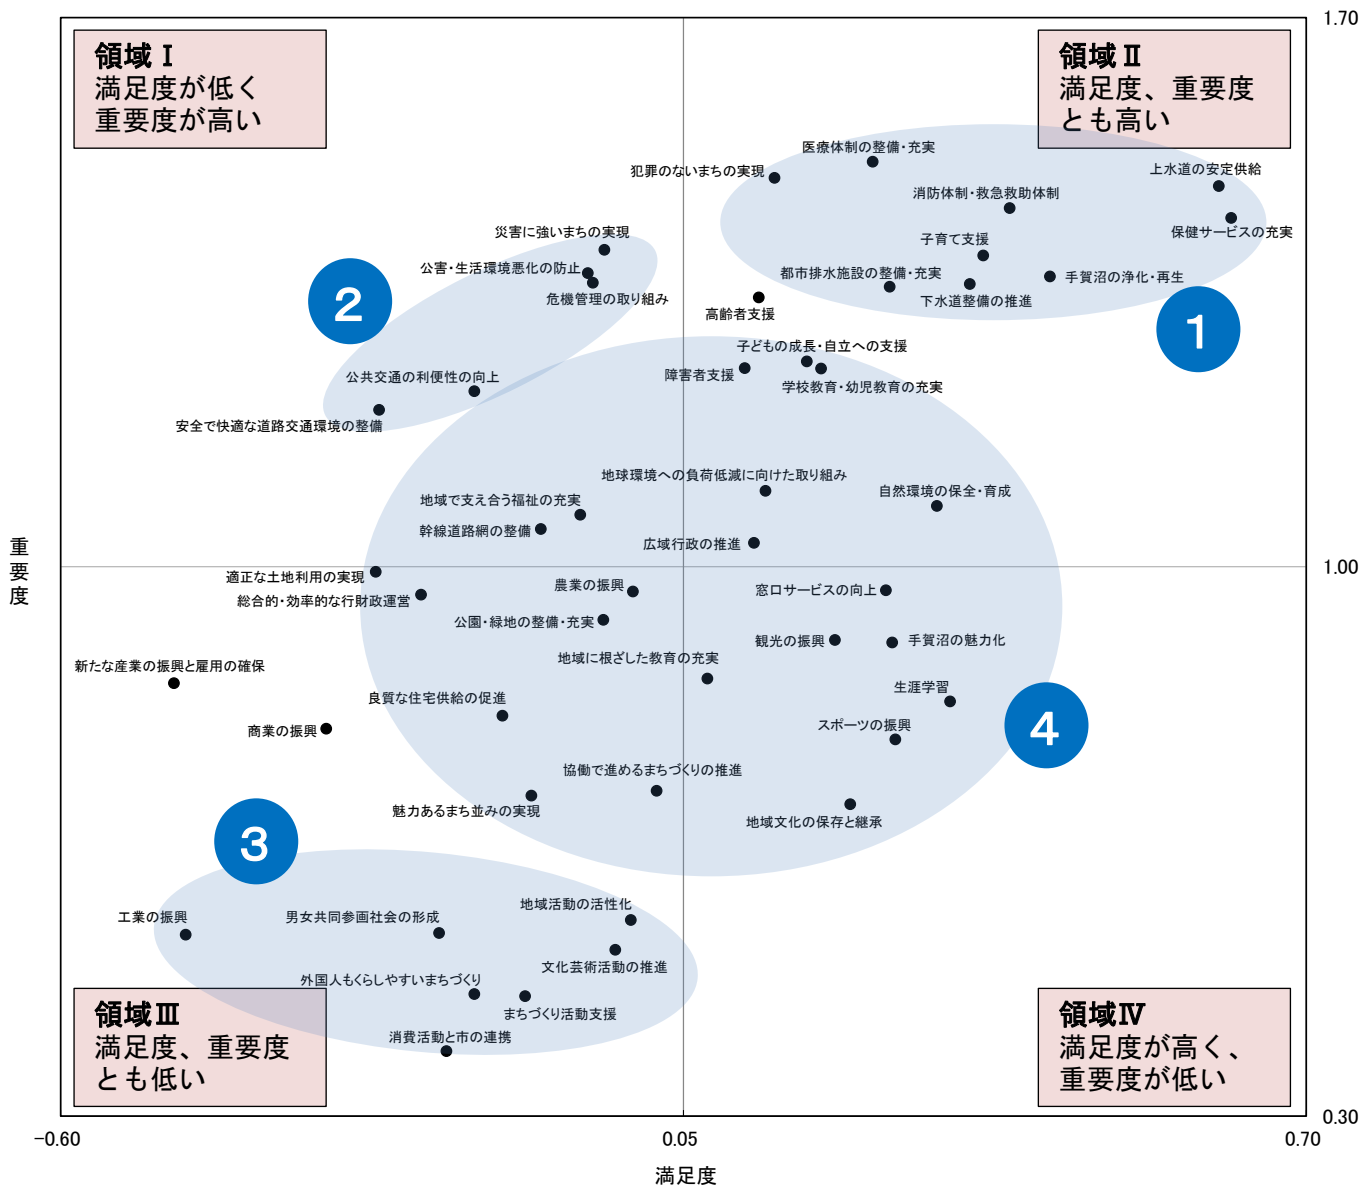 1.70
領域Ⅰ
満足度が低く
重要度が高い
領域Ⅱ
満足度、重要度
とも高い
医療体制の整備・充実
犯罪のないまちの実現
上水道の安定供給
消防体制・救急救助体制
保健サービスの充実
災害に強いまちの実現
子育て支援
公害・生活環境悪化の防止
都市排水施設の整備・充実
手賀沼の浄化・再生
危機管理の取り組み
下水道整備の推進
2
高齢者支援
1
子どもの成長・自立への支援
障害者支援
公共交通の利便性の向上
学校教育・幼児教育の充実
安全で快適な道路交通環境の整備
地球環境への負荷低減に向けた取り組み
自然環境の保全・育成
地域で支え合う福祉の充実
幹線道路網の整備
広域行政の推進
重要度
1.00
適正な土地利用の実現
農業の振興
窓口サービスの向上
総合的・効率的な行財政運営
公園・緑地の整備・充実
観光の振興
手賀沼の魅力化
地域に根ざした教育の充実
新たな産業の振興と雇用の確保
生涯学習
良質な住宅供給の促進
スポーツの振興
商業の振興
4
協働で進めるまちづくりの推進
魅力あるまち並みの実現
地域文化の保存と継承
3
地域活動の活性化
工業の振興
男女共同参画社会の形成
文化芸術活動の推進
外国人もくらしやすいまちづくり
まちづくり活動支援
消費活動と市の連携
領域Ⅲ
満足度、重要度
とも低い
領域Ⅳ
満足度が高く、
重要度が低い
0.30
-0.60
0.05
0.70
満足度